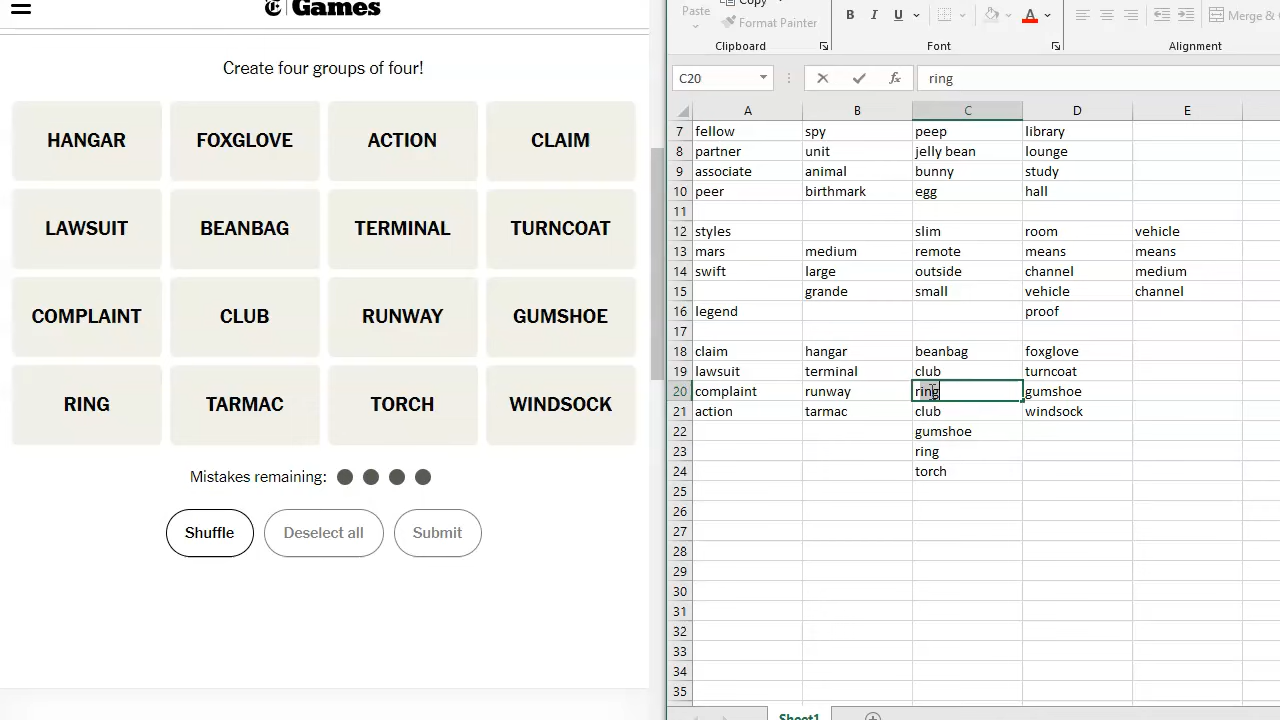 Games
Create four groups of four!
HANGAR FOXGLOVE ACTION CLAIM
LAWSUIT BEANBAG TERMINAL TURNCOAT
COMPLAINT CLUB RUNWAY GUMSHOE
RING TARMAC TORCH WINDSOCK
Mistakes remaining:
Shuffle Deselect all Submit
Paste Copy
Format Painter B I U A Merge & C
Clipboard Font Alignment
C20 fx ring
A B C D E
7 fellow spy peep library
8 partner unit jelly bean lounge
9 associate animal bunny study
10 peer birthmark egg hall
11
12 styles slim room vehicle
13 mars medium remote means means
14 swift large outside channel medium
15 grande small vehicle channel
16 legend proof
17
18 claim hangar beanbag foxglove
19 lawsuit terminal club turncoat
20 complaint runway ring gumshoe
21 action tarmac club windsock
22 gumshoe
23 ring
24 torch
25
26
27
28
29
30
31
32
33
34
35
Sheet1